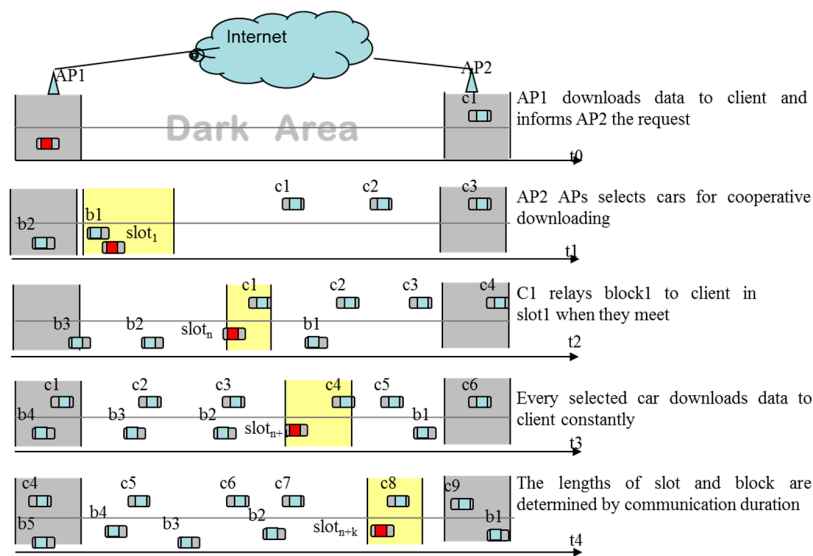 Internet
AP1
AP2
c1
Dark Area
AP1 downloads data to client and
informs AP2 the request
t0
c1 c2 c3
b1
b2
slot1
AP2 APs selects cars for cooperative
downloading
t1
c1 c2 c3 c4
b3 b2 slotn b1
C1 relays block1 to client in
slot1 when they meet
t2
c1 c2 c3 c4 c5 c6
b4 b3 b2 slotn+ b1
Every selected car downloads data to
client constantly
t3
c4 c5 c6 c7 c8 c9
b5 b4 b3 b2 slotn+k b1
The lengths of slot and block are
determined by communication duration
t4